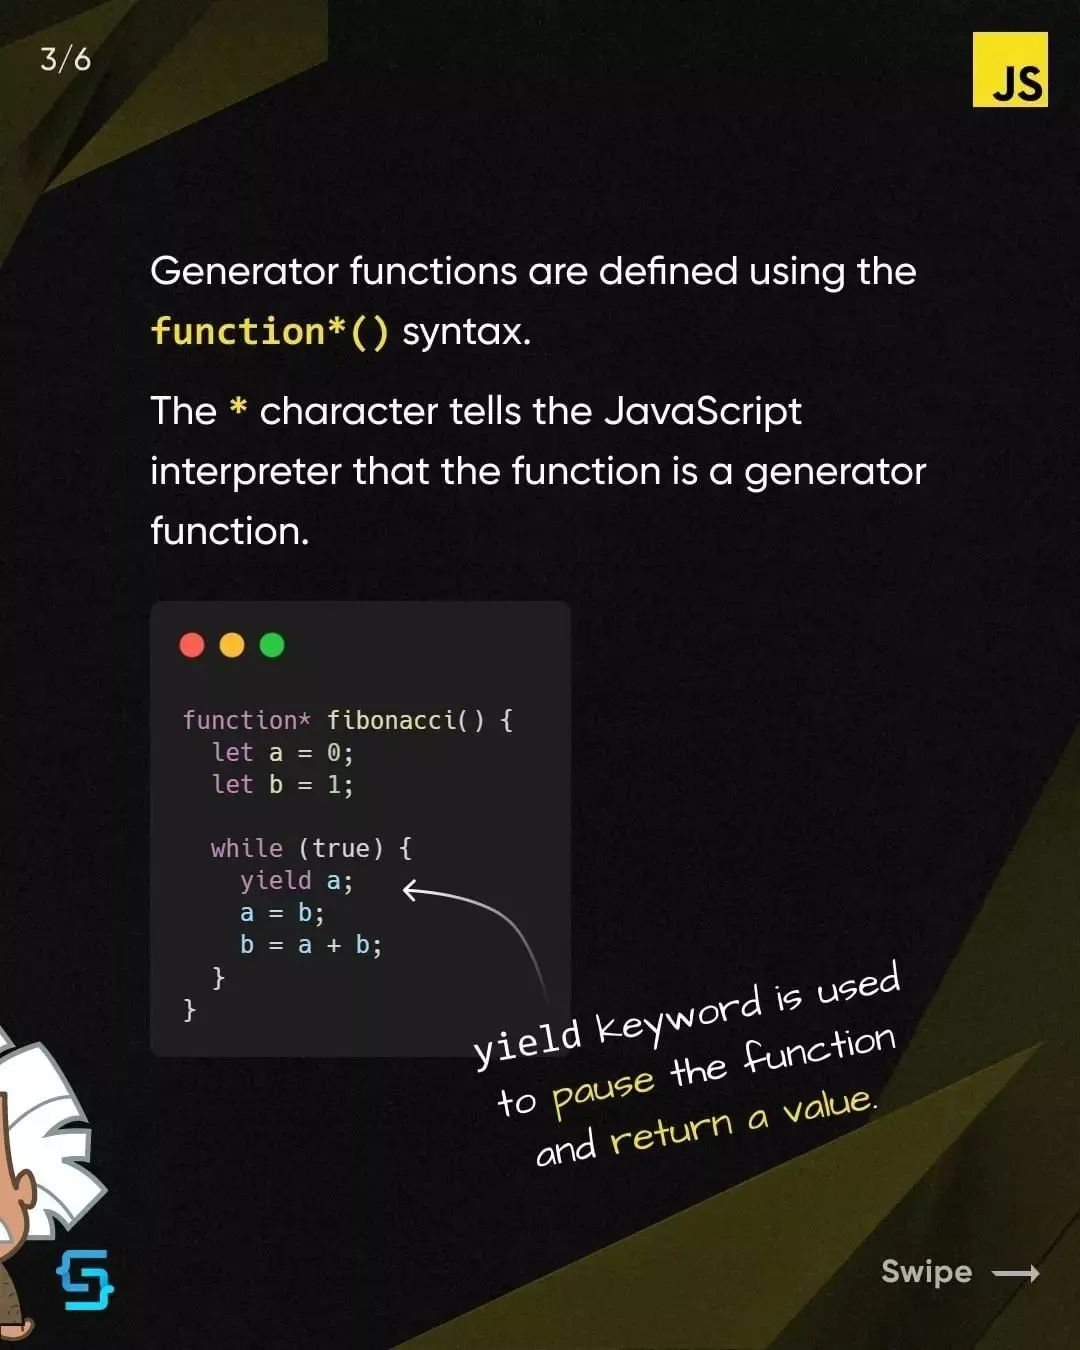 3/6
JS
Generator functions are defined using the
function*() syntax.
The * character tells the JavaScript
interpreter that the function is a generator
function.
function* fibonacci() {
  let a = 0;
  let b = 1;

  while (true) {
    yield a;
    a = b;
    b = a + b;
  }
}
yield keyword is used
to pause the function
and return a value.
Swipe